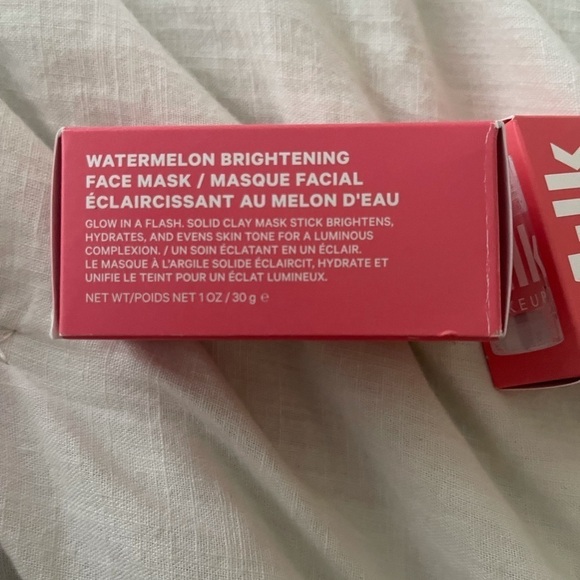 WATERMELON BRIGHTENING
FACE MASK / MASQUE FACIAL
ÉCLAIRCISSANT AU MELON D'EAU
GLOW IN A FLASH. SOLID CLAY MASK STICK BRIGHTENS,
HYDRATES, AND EVENS SKIN TONE FOR A LUMINOUS
COMPLEXION. / UN SOIN ÉCLATANT EN UN ÉCLAIR.
LE MASQUE À L'ARGILE SOLIDE ÉCLAIRCIT, HYDRATE ET
UNIFIE LE TEINT POUR UN ÉCLAT LUMINEUX.
NET WT/POIDS NET 1 OZ / 30 g ℮